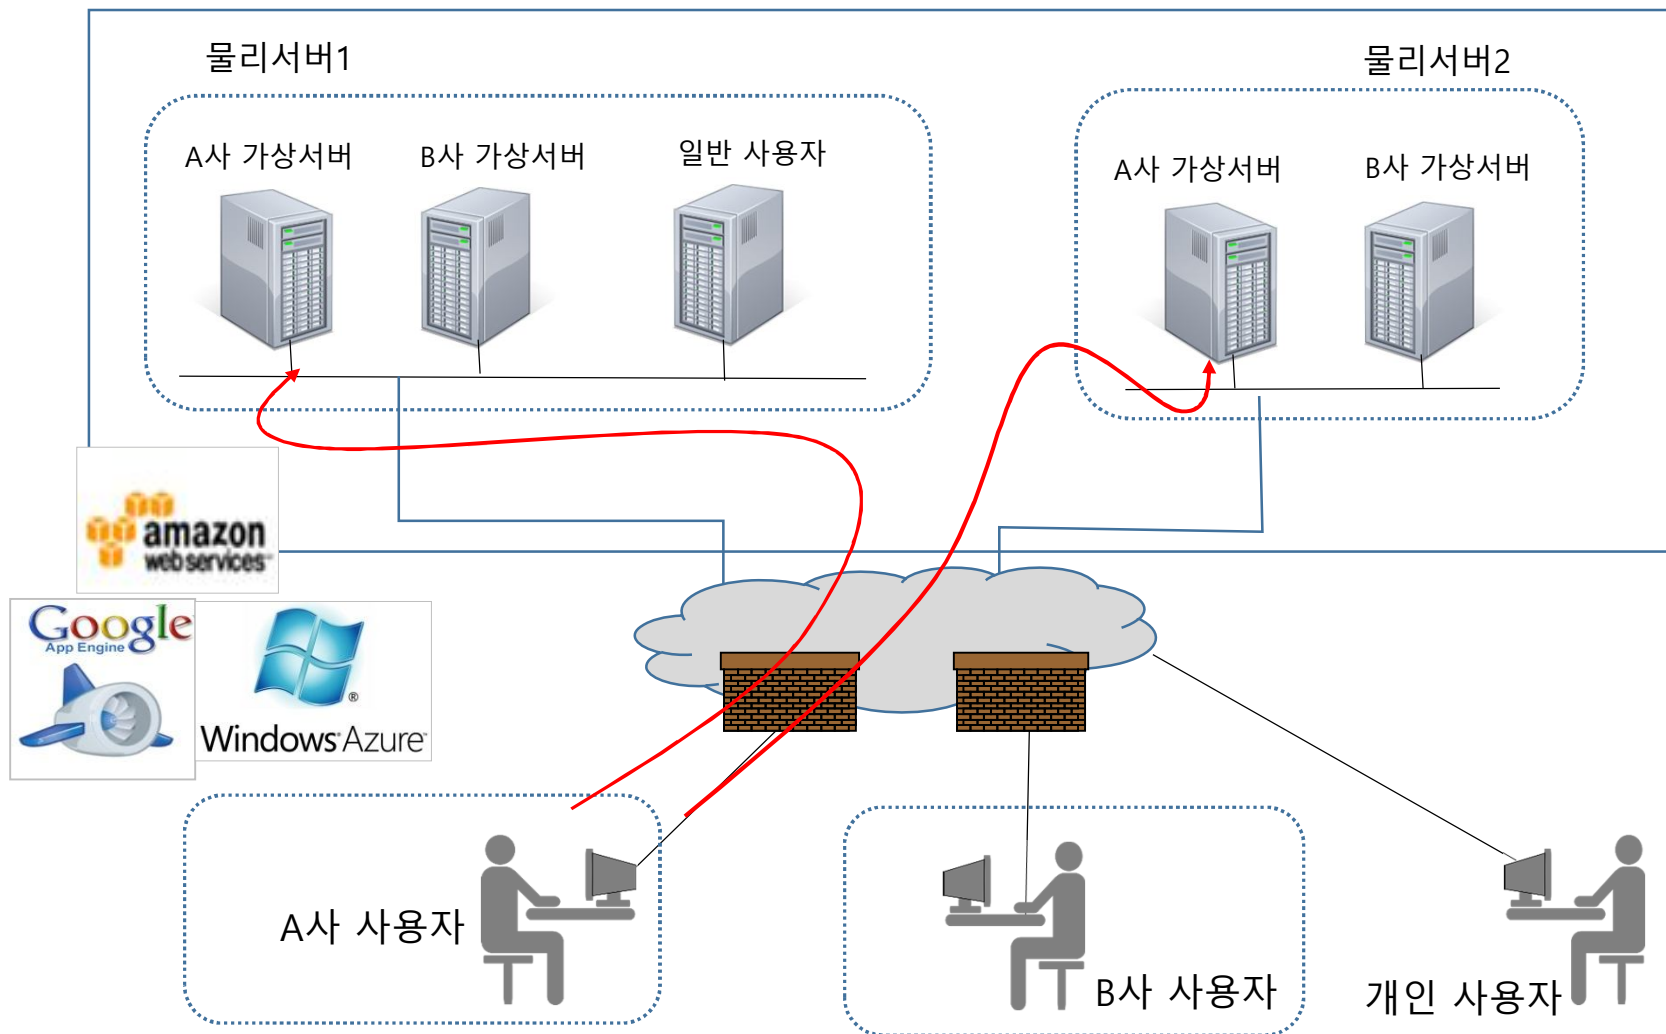 물리서버1
물리서버2
A사 가상서버
B사 가상서버
일반 사용자
A사 가상서버
B사 가상서버
amazon
webservices™
Google
App Engine
®
Windows® Azure™
A사 사용자
B사 사용자
개인 사용자